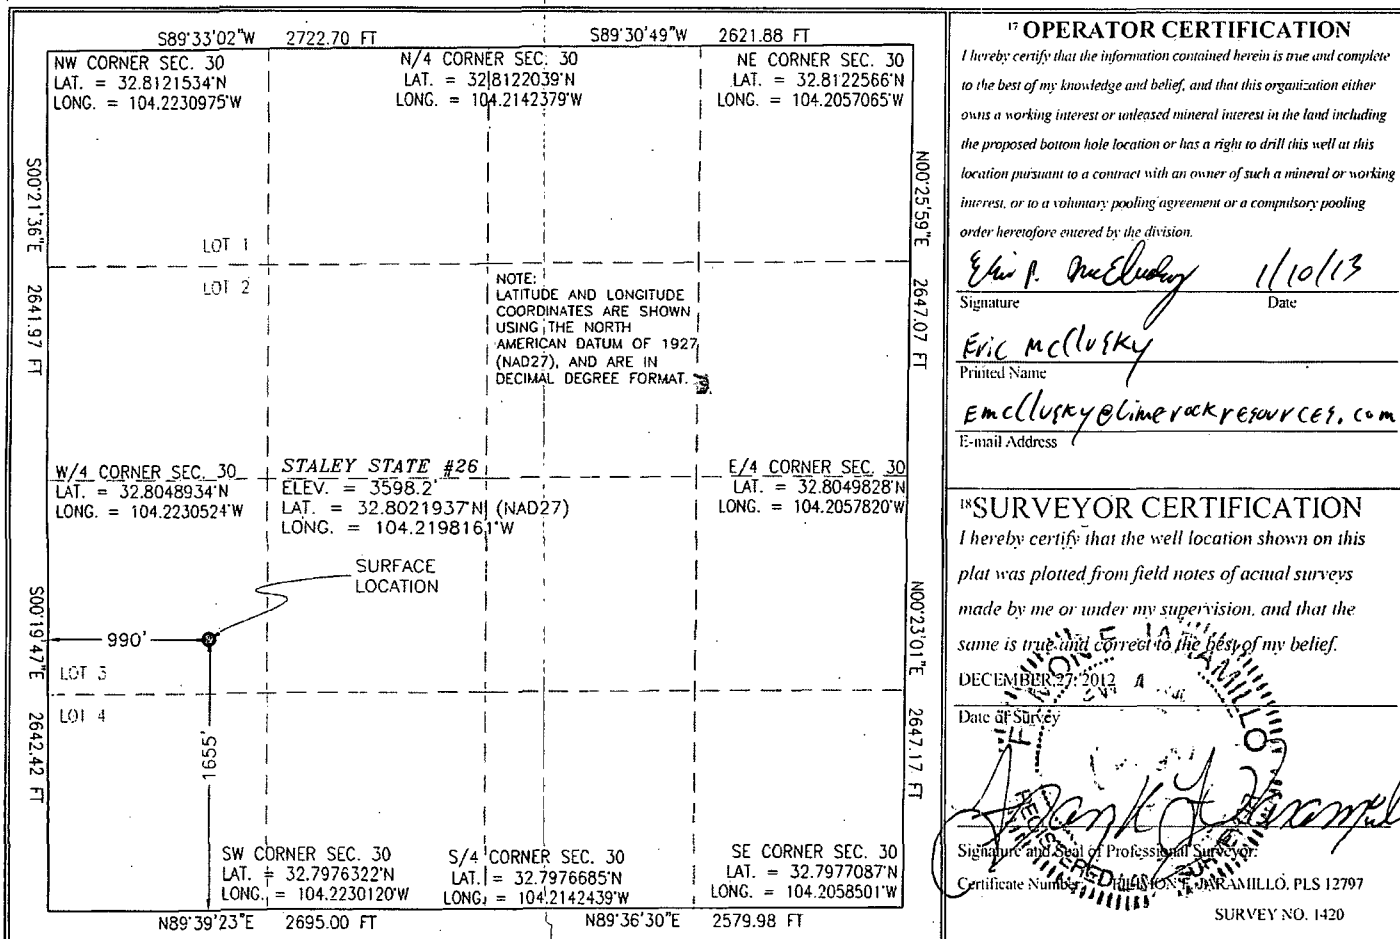 S89°33'02"W 2722.70 FT
S89°30'49"W 2621.88 FT
NW CORNER SEC. 30
LAT. = 32.8121534°N
LONG. = 104.2230975°W
N/4 CORNER SEC. 30
LAT. = 32.8122039°N
LONG. = 104.2142379°W
NE CORNER SEC. 30
LAT. = 32.8122566°N
LONG. = 104.2057065°W
S00°21'36"E 2641.97 FT
N00°25'59"E 2647.07 FT
LOT 1
LOT 2
NOTE:
LATITUDE AND LONGITUDE
COORDINATES ARE SHOWN
USING THE NORTH
AMERICAN DATUM OF 1927
(NAD27), AND ARE IN
DECIMAL DEGREE FORMAT.
W/4 CORNER SEC. 30
LAT. = 32.8048934°N
LONG. = 104.2230524°W
STALEY STATE #26
ELEV. = 3598.2'
LAT. = 32.8021937°N (NAD27)
LONG. = 104.2198161°W
E/4 CORNER SEC. 30
LAT. = 32.8049828°N
LONG. = 104.2057820°W
SURFACE
LOCATION
990'
1655'
S00°19'47"E 2642.42 FT
N00°23'01"E 2647.17 FT
LOT 3
LOT 4
SW CORNER SEC. 30
LAT. = 32.7976322°N
LONG. = 104.2230120°W
S/4 CORNER SEC. 30
LAT. = 32.7976685°N
LONG. = 104.2142439°W
SE CORNER SEC. 30
LAT. = 32.7977087°N
LONG. = 104.2058501°W
N89°39'23"E 2695.00 FT
N89°36'30"E 2579.98 FT
17 OPERATOR CERTIFICATION
I hereby certify that the information contained herein is true and complete
to the best of my knowledge and belief, and that this organization either
owns a working interest or unleased mineral interest in the land including
the proposed bottom hole location or has a right to drill this well at this
location pursuant to a contract with an owner of such a mineral or working
interest, or to a voluntary pooling agreement or a compulsory pooling
order heretofore entered by the division.
1/10/13
Signature Date
Eric McClusky
Printed Name
emcclusky@limerockresources.com
E-mail Address
18 SURVEYOR CERTIFICATION
I hereby certify that the well location shown on this
plat was plotted from field notes of actual surveys
made by me or under my supervision, and that the
same is true and correct to the best of my belief.
DECEMBER 27, 2012
Date of Survey
Signature and Seal of Professional Surveyor:
Certificate Number FILIMON F. JARAMILLO, PLS 12797
SURVEY NO. 1420